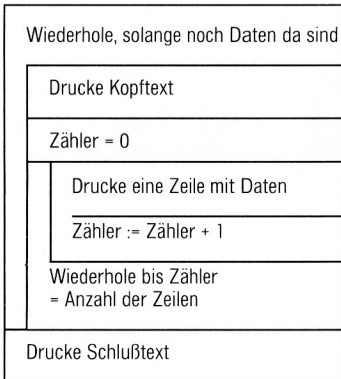 Wiederhole, solange noch Daten da sind
Drucke Kopftext
Zähler = 0
Drucke eine Zeile mit Daten
Zähler := Zähler + 1
Wiederhole bis Zähler
= Anzahl der Zeilen
Drucke Schlußtext